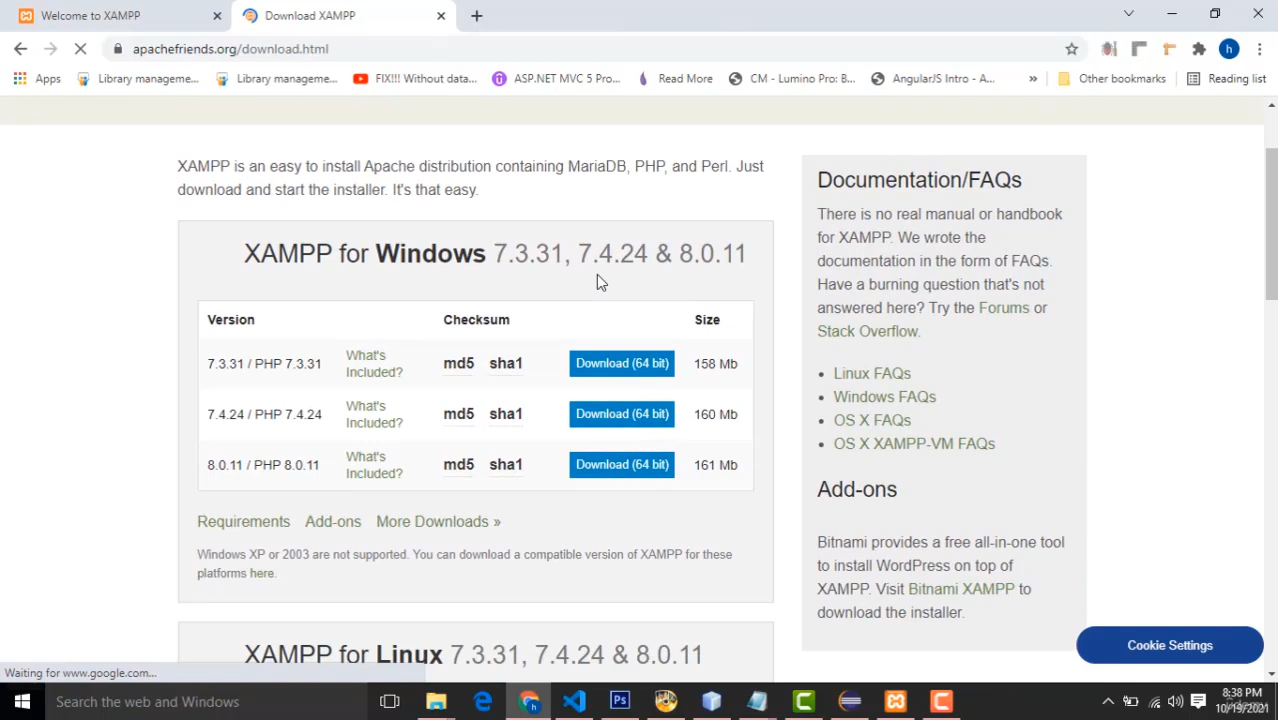 Welcome to XAMPP
Download XAMPP
apachefriends.org/download.html
h
Apps
Library manageme...
Library manageme...
FIX!!! Without data...
ASP.NET MVC 5 Pro...
Read More
CM - Lumino Pro: B...
AngularJS Intro - A...
»
Other bookmarks
Reading list
XAMPP is an easy to install Apache distribution containing MariaDB, PHP, and Perl. Just
download and start the installer. It's that easy.
XAMPP for Windows 7.3.31, 7.4.24 & 8.0.11
Version Checksum Size
7.3.31 / PHP 7.3.31 What's Included? md5 sha1 Download (64 bit) 158 Mb
7.4.24 / PHP 7.4.24 What's Included? md5 sha1 Download (64 bit) 160 Mb
8.0.11 / PHP 8.0.11 What's Included? md5 sha1 Download (64 bit) 161 Mb
Requirements Add-ons More Downloads »
Windows XP or 2003 are not supported. You can download a compatible version of XAMPP for these
platforms here.
XAMPP for Linux 7.3.31, 7.4.24 & 8.0.11
Documentation/FAQs
There is no real manual or handbook
for XAMPP. We wrote the
documentation in the form of FAQs.
Have a burning question that's not
answered here? Try the Forums or
Stack Overflow.
• Linux FAQs
• Windows FAQs
• OS X FAQs
• OS X XAMPP-VM FAQs
Add-ons
Bitnami provides a free all-in-one tool
to install WordPress on top of
XAMPP. Visit Bitnami XAMPP to
download the installer.
Cookie Settings
Waiting for www.google.com...
Search the web and Windows
h
Ps
C
C
8:38 PM
10/19/2021